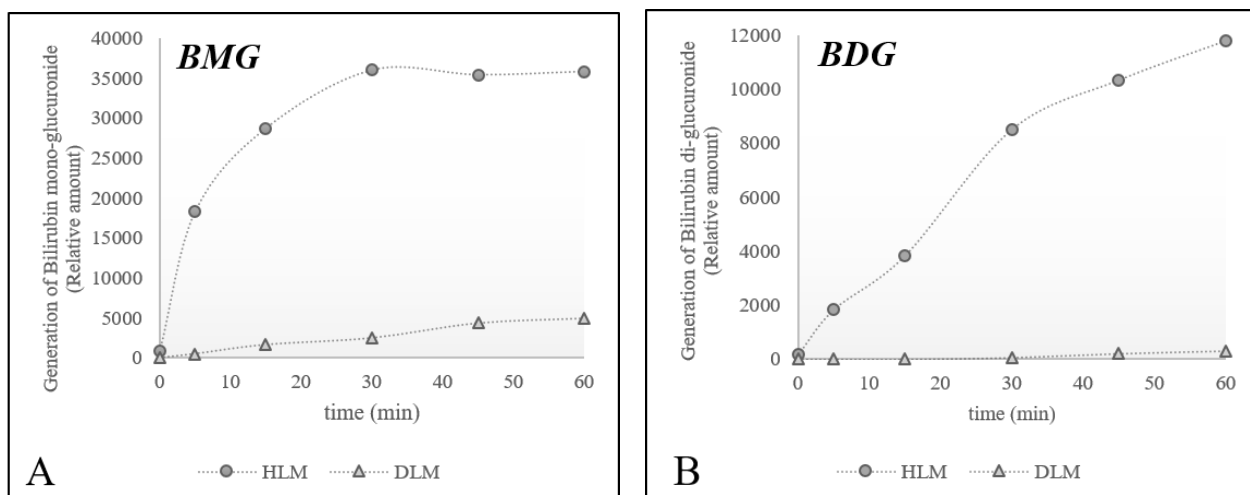 BMG
Generation of Bilirubin mono-glucuronide
(Relative amount)
40000
35000
30000
25000
20000
15000
10000
5000
0
0 10 20 30 40 50 60
time (min)
HLM DLM
A
BDG
Generation of Bilirubin di-glucuronide
(Relative amount)
12000
10000
8000
6000
4000
2000
0
0 10 20 30 40 50 60
time (min)
HLM DLM
B